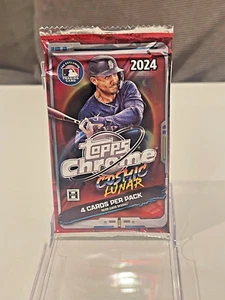 2024
Topps
Chrome
COSMIC
LUNAR
4 CARDS PER PACK